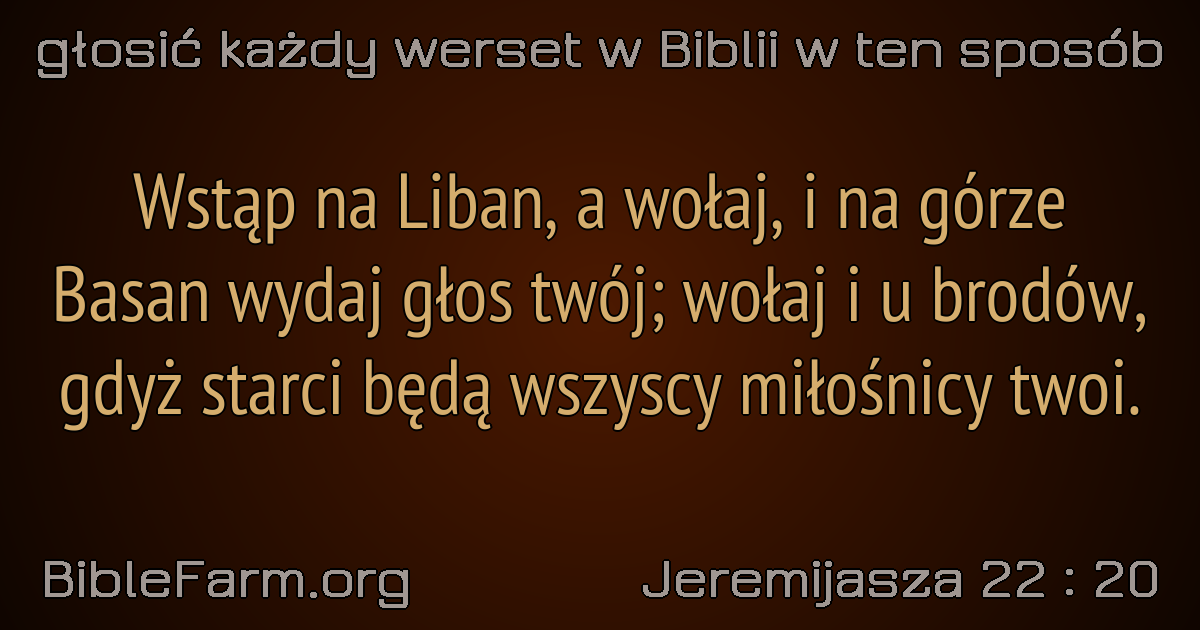 głosić każdy werset w Biblii w ten sposób
Wstąp na Liban, a wołaj, i na górze
Basan wydaj głos twój; wołaj i u brodów,
gdyż starci będą wszyscy miłośnicy twoi.
BibleFarm.org
Jeremijasza 22 : 20